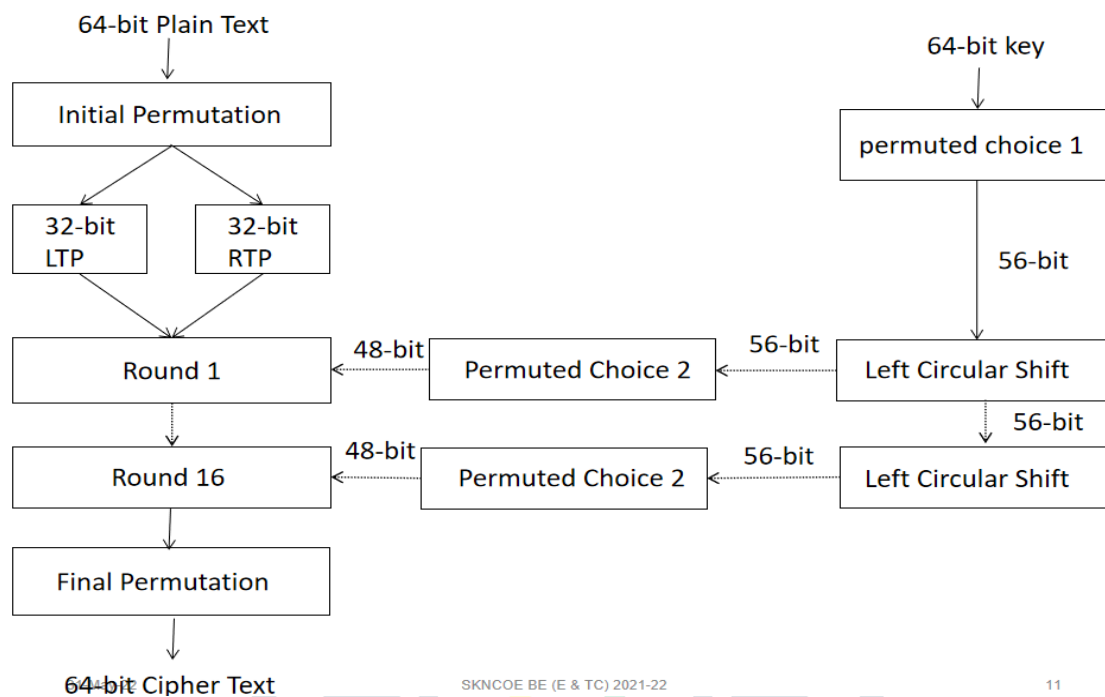 64-bit Plain Text
64-bit key
Initial Permutation
permuted choice 1
32-bit
LTP
32-bit
RTP
56-bit
Round 1
48-bit
Permuted Choice 2
56-bit
Left Circular Shift
56-bit
Round 16
48-bit
Permuted Choice 2
56-bit
Left Circular Shift
Final Permutation
64-bit Cipher Text
SKNCOE BE (E & TC) 2021-22
11